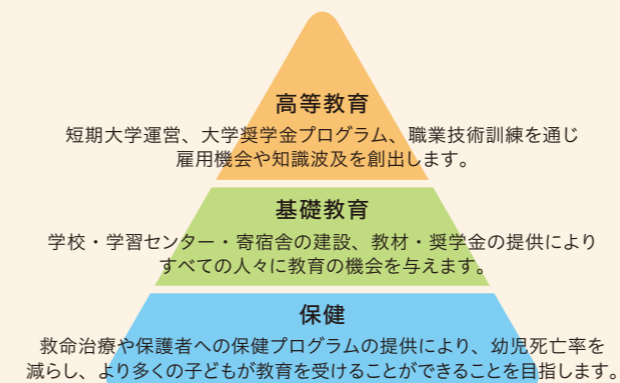 高等教育
短期大学運営、大学奨学金プログラム、職業技術訓練を通じ
雇用機会や知識波及を創出します。
基礎教育
学校・学習センター・寄宿舎の建設、教材・奨学金の提供により
すべての人々に教育の機会を与えます。
保健
救命治療や保護者への保健プログラムの提供により、幼児死亡率を
減らし、より多くの子どもが教育を受けることができることを目指します。